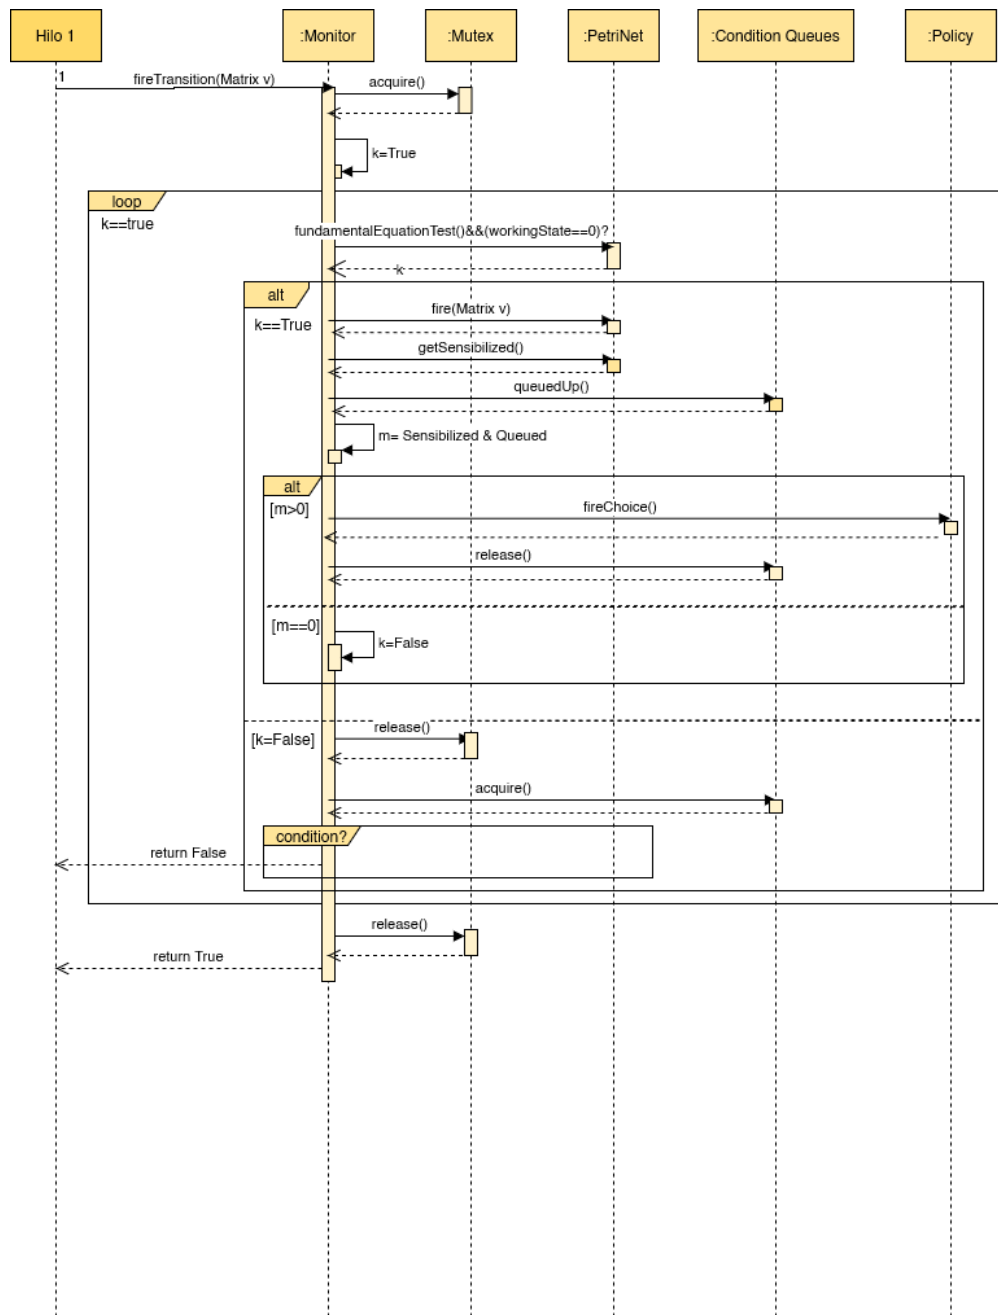 Hilo 1
:Monitor
:Mutex
:PetriNet
:Condition Queues
:Policy
1
fireTransition(Matrix v)
acquire()
k=True
loop
k==true
fundamentalEquationTest()&&(workingState==0)?
k
alt
k==True
fire(Matrix v)
getSensibilized()
queuedUp()
m= Sensibilized & Queued
alt
[m>0]
fireChoice()
release()
[m==0]
k=False
[k=False]
release()
acquire()
condition?
return False
release()
return True